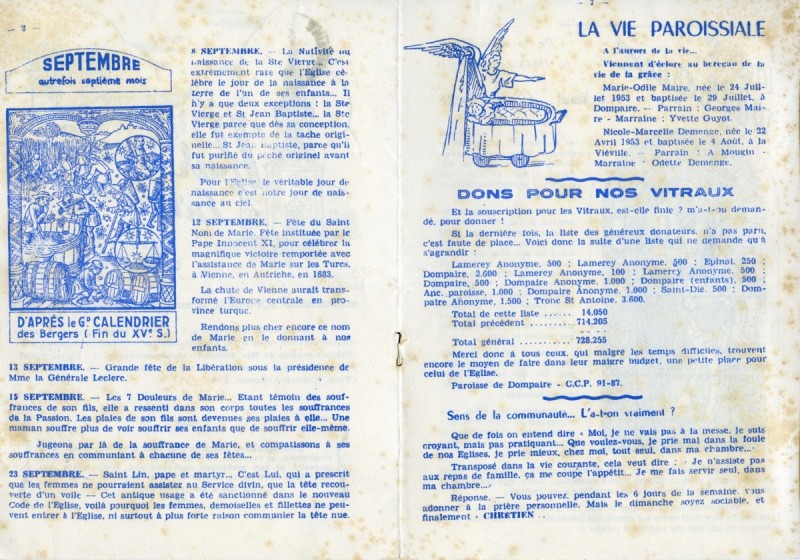 — 2 —
SEPTEMBRE
autrefois septième mois
D'APRÈS le Gd CALENDRIER
des Bergers ( Fin du XVe S.)
8 SEPTEMBRE. — La Nativité ou
naissance de la Ste Vierge... C'est
extrêmement rare que l'Eglise cé-
lèbre le jour de la naissance à la
terre de l'un de ses enfants... Il
n'y a que deux exceptions : la Ste
Vierge et St Jean Baptiste... la Ste
Vierge parce que dès sa conception,
elle fut exempte de la tache origi-
nelle... St Jean Baptiste, parce qu'il
fut purifié du péché originel avant
sa naissance.
Pour l'Eglise le véritable jour de
naissance c'est notre jour de nais-
sance au ciel.
12 SEPTEMBRE. — Fête du Saint
Nom de Marie. Fête instituée par le
Pape Innocent XI, pour célébrer la
magnifique victoire remportée avec
l'assistance de Marie sur les Turcs,
à Vienne, en Autriche, en 1683.
La chute de Vienne aurait trans-
formé l'Europe centrale en pro-
vince turque.
Rendons plus cher encore ce nom
de Marie en le donnant à nos
enfants.
13 SEPTEMBRE. — Grande fête de la Libération sous la présidence de
Mme la Générale Leclerc.
15 SEPTEMBRE. — Les 7 Douleurs de Marie... Etant témoin des souf-
frances de son fils, elle a ressenti dans son corps toutes les souffrances
de la Passion. Les plaies de son fils sont devenues ses plaies à elle... Une
maman souffre plus de voir souffrir ses enfants que de souffrir elle-même.
Jugeons par là de la souffrance de Marie, et compatissons à ses
souffrances en communiant à chacune de ses fêtes...
23 SEPTEMBRE. — Saint Lin, pape et martyr... C'est Lui, qui a prescrit
que les femmes ne pourraient assister au Service divin, que la tête recou-
verte d'un voile — Cet antique usage a été sanctionné dans le nouveau
Code de l'Eglise, voilà pourquoi les femmes, demoiselles et fillettes ne peu-
vent entrer à l'Eglise, ni surtout à plus forte raison communier la tête nue.
— 3 —
LA VIE PAROISSIALE
A l'aurore de la vie...
Viennent d'éclore au berceau de la
vie de la grâce :
Marie-Odile Maire, née le 24 Juil-
let 1953 et baptisée le 29 Juillet, à
Dompaire. — Parrain : Georges Mai-
re - Marraine : Yvette Guyot.
Nicole-Marcelle Demenge, née le 22
Avril 1953 et baptisée le 4 Août, à la
Viéville. — Parrain : A Mougin -
Marraine - Odette Demenge.
DONS POUR NOS VITRAUX
Et la souscription pour les Vitraux, est-elle finie ? m'a-t-on deman-
dé, pour donner !
Si la dernière fois, la liste des généreux donateurs, n'a pas paru,
c'est faute de place... Voici donc la suite d'une liste qui ne demande qu'à
s'agrandir :
Lamerey Anonyme, 500 ; Lamerey Anonyme. 500 ; Epinal, 250 ;
Dompaire, 2.600 ; Lamerey Anonyme, 100 ; Lamerey Anonyme, 500 ;
Dompaire, 500 ; Dompaire Anonyme, 1.000 ; Dompaire (enfants), 500 ;
Anc. paroisse, 1.000 ; Dompaire Anonyme. 1.000 ; Saint-Dié, 500 ; Dom-
paire Anonyme, 1.500 ; Tronc St Antoine, 3.600.
Total de cette liste ...... 14.050
Total précédent ......... 714.205
Total général ........... 728.255
Merci donc à tous ceux, qui malgré les temps difficiles, trouvent
encore le moyen de faire dans leur maigre budget, une petite place pour
celui de l'Eglise.
Paroisse de Dompaire - C.C.P. 91-87.
Sens de la communauté... L'a-t-on vraiment ?
Que de fois on entend dire « Moi, je ne vais pas à la messe, je suis
croyant, mais pas pratiquant... Que voulez-vous, je prie mal dans la foule
de nos Eglises, je prie mieux, chez moi, tout seul, dans ma chambre... »
Transposé dans la vie courante, cela veut dire : « Je n'assiste pas
aux repas de famille, ça me coupe l'appétit... Je me fais servir seul, dans
ma chambre... »
Réponse. — Vous pouvez, pendant les 6 jours de la semaine, vous
adonner à la prière personnelle. Mais le dimanche soyez sociable, et
finalement « CHRETIEN »...